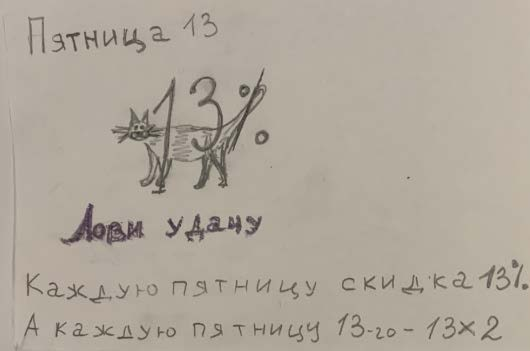 Пятница 13
13%
Лови удачу
Каждую пятницу скидка 13%.
А каждую пятницу 13-го - 13×2